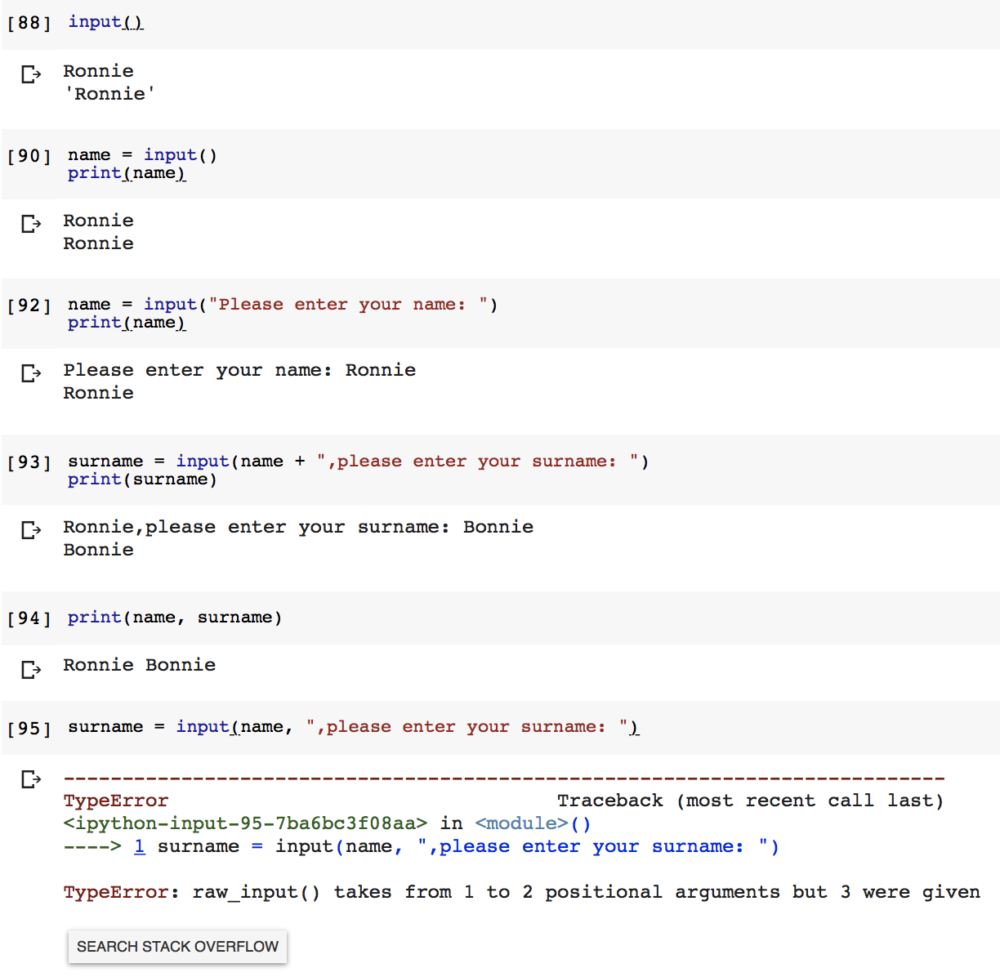 [88] input()
Ronnie
'Ronnie'
[90] name = input()
print(name)
Ronnie
Ronnie
[92] name = input("Please enter your name: ")
print(name)
Please enter your name: Ronnie
Ronnie
[93] surname = input(name + ",please enter your surname: ")
print(surname)
Ronnie,please enter your surname: Bonnie
Bonnie
[94] print(name, surname)
Ronnie Bonnie
[95] surname = input(name, ",please enter your surname: ")
---------------------------------------------------------------------------
TypeError Traceback (most recent call last)
<ipython-input-95-7ba6bc3f08aa> in <module>()
----> 1 surname = input(name, ",please enter your surname: ")
TypeError: raw_input() takes from 1 to 2 positional arguments but 3 were given
SEARCH STACK OVERFLOW